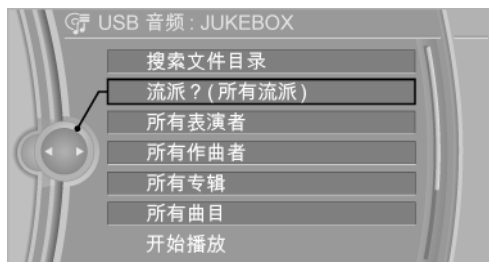 USB 音频 : JUKEBOX
搜索文件目录
流派？( 所有流派 )
所有表演者
所有作曲者
所有专辑
所有曲目
开始播放